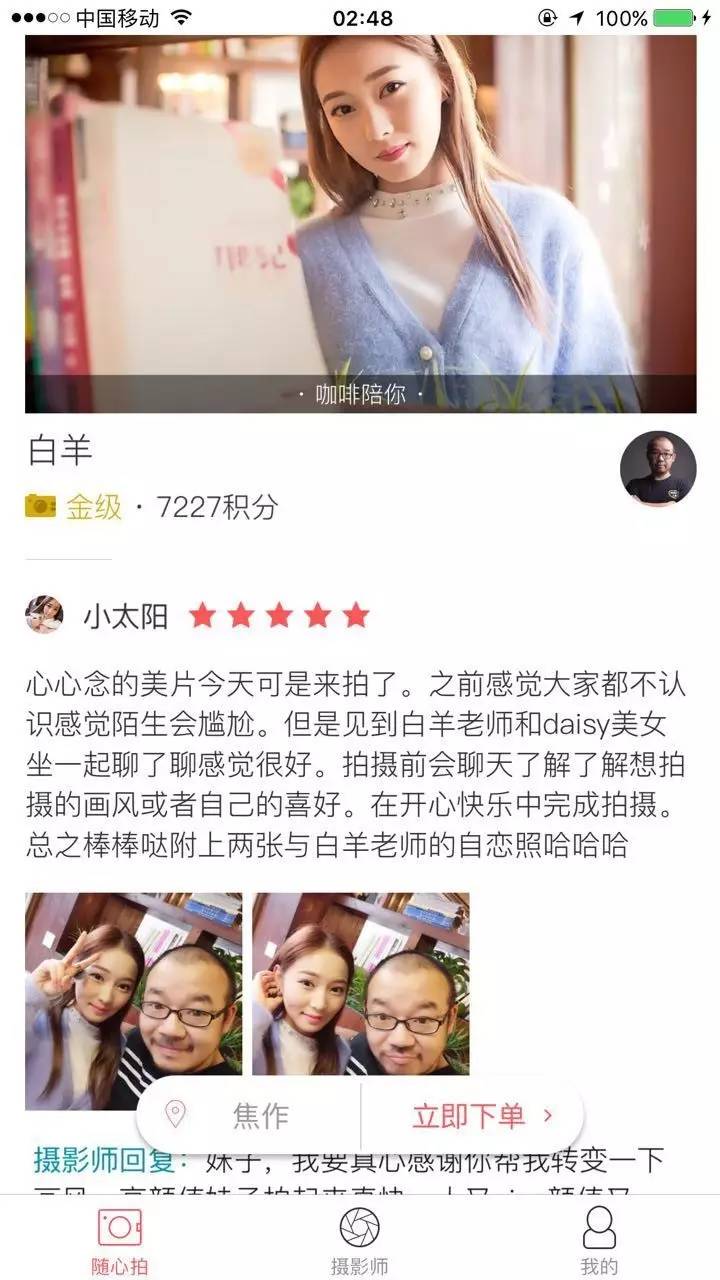 中国移动
02:48
100%
· 咖啡陪你 ·
白羊
金级 · 7227积分
小太阳
心心念的美片今天可是来拍了。之前感觉大家都不认
识感觉陌生会尴尬。但是见到白羊老师和daisy美女
坐一起聊了聊感觉很好。拍摄前会聊天了解了解想拍
摄的画风或者自己的喜好。在开心快乐中完成拍摄。
总之棒棒哒附上两张与白羊老师的自恋照哈哈哈
焦作
立即下单
摄影师回复：妹子，我要真心感谢你帮我转变一下
随心拍
摄影师
我的